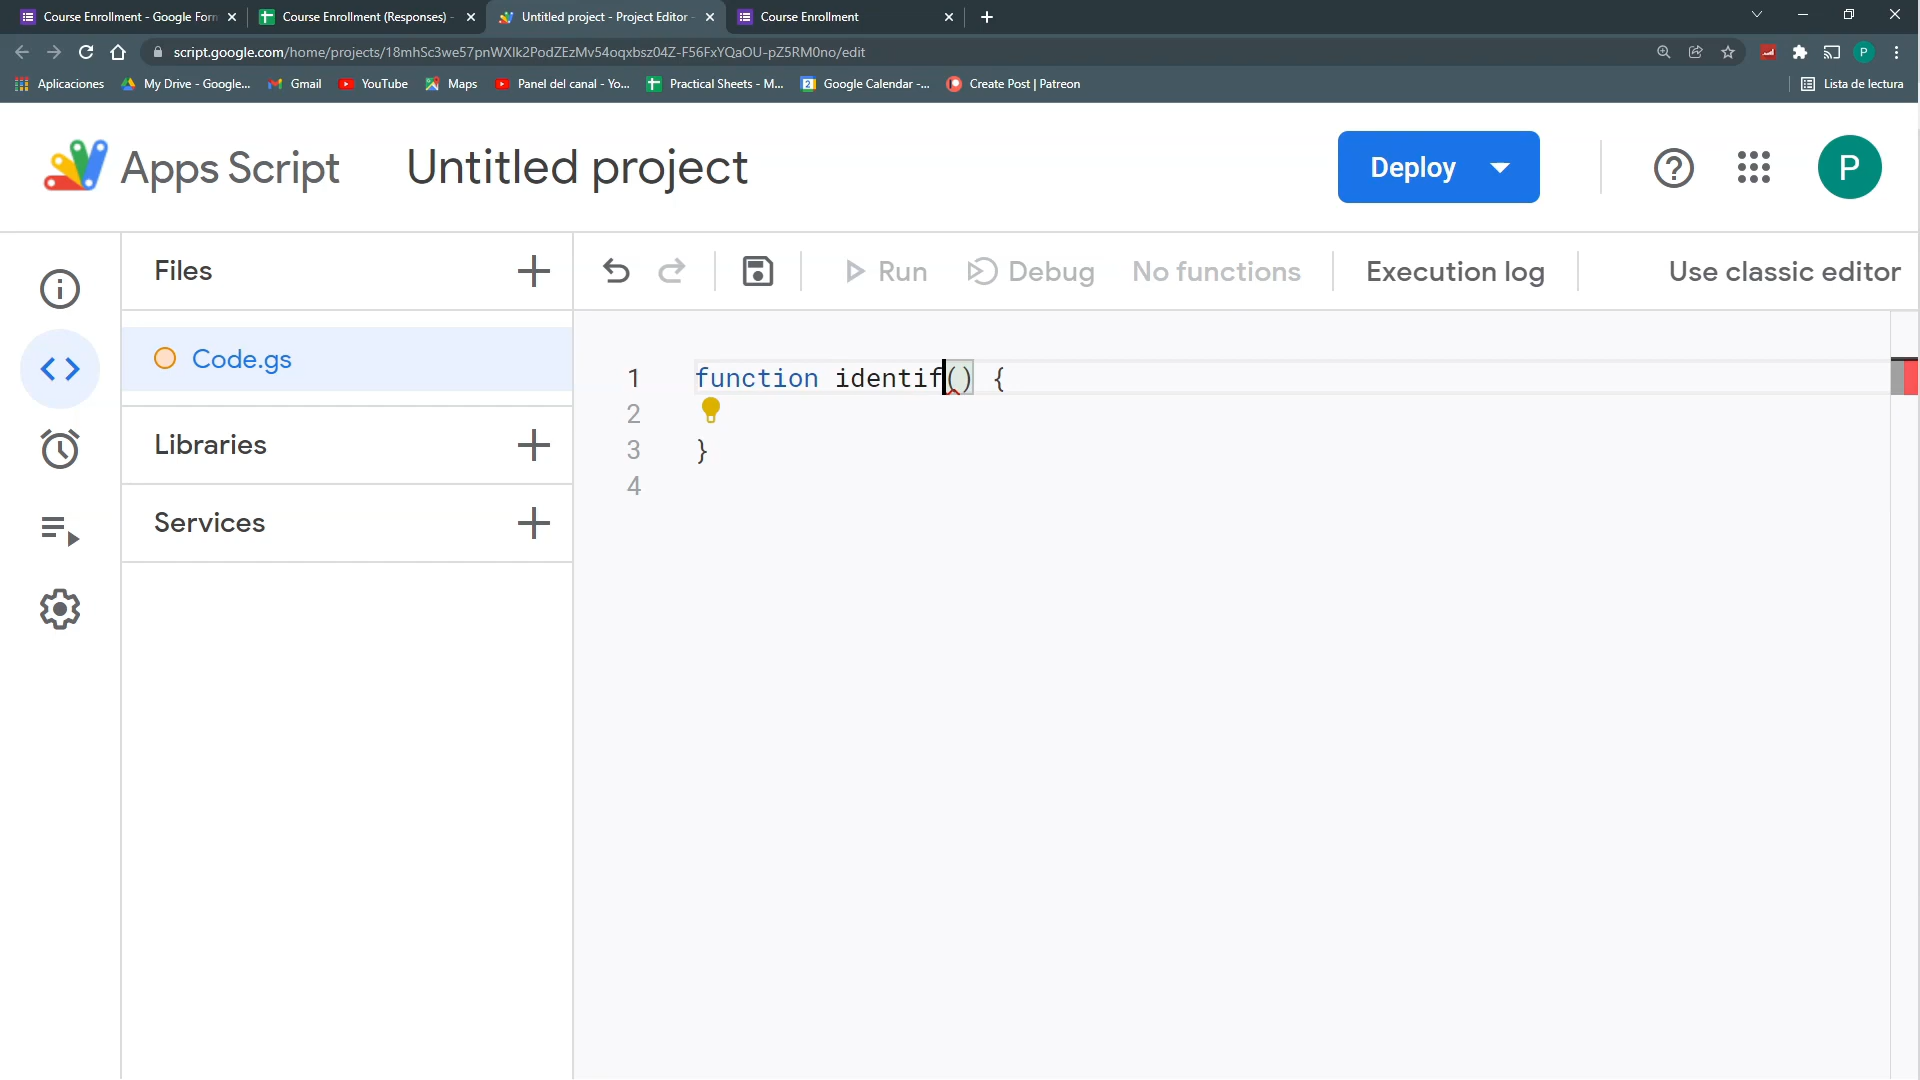 Course Enrollment - Google Form
Course Enrollment (Responses) -
Untitled project - Project Editor -
Course Enrollment
script.google.com/home/projects/18mhSc3we57pnWXIk2PodZEzMv54oqxbsz04Z-F56FxYQaOU-pZ5RM0no/edit
P
Aplicaciones
My Drive - Google...
Gmail
YouTube
Maps
Panel del canal - Yo...
Practical Sheets - M...
Google Calendar -...
Create Post | Patreon
Lista de lectura
Apps Script
Untitled project
Deploy
P
Files
Run
Debug
No functions
Execution log
Use classic editor
Code.gs
Libraries
Services
1 function identif() {
2
3 }
4